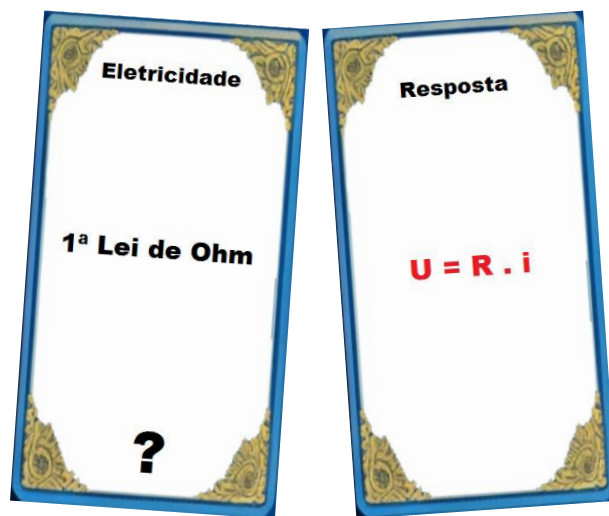 Eletricidade
1ª Lei de Ohm
?
Resposta
U = R . i